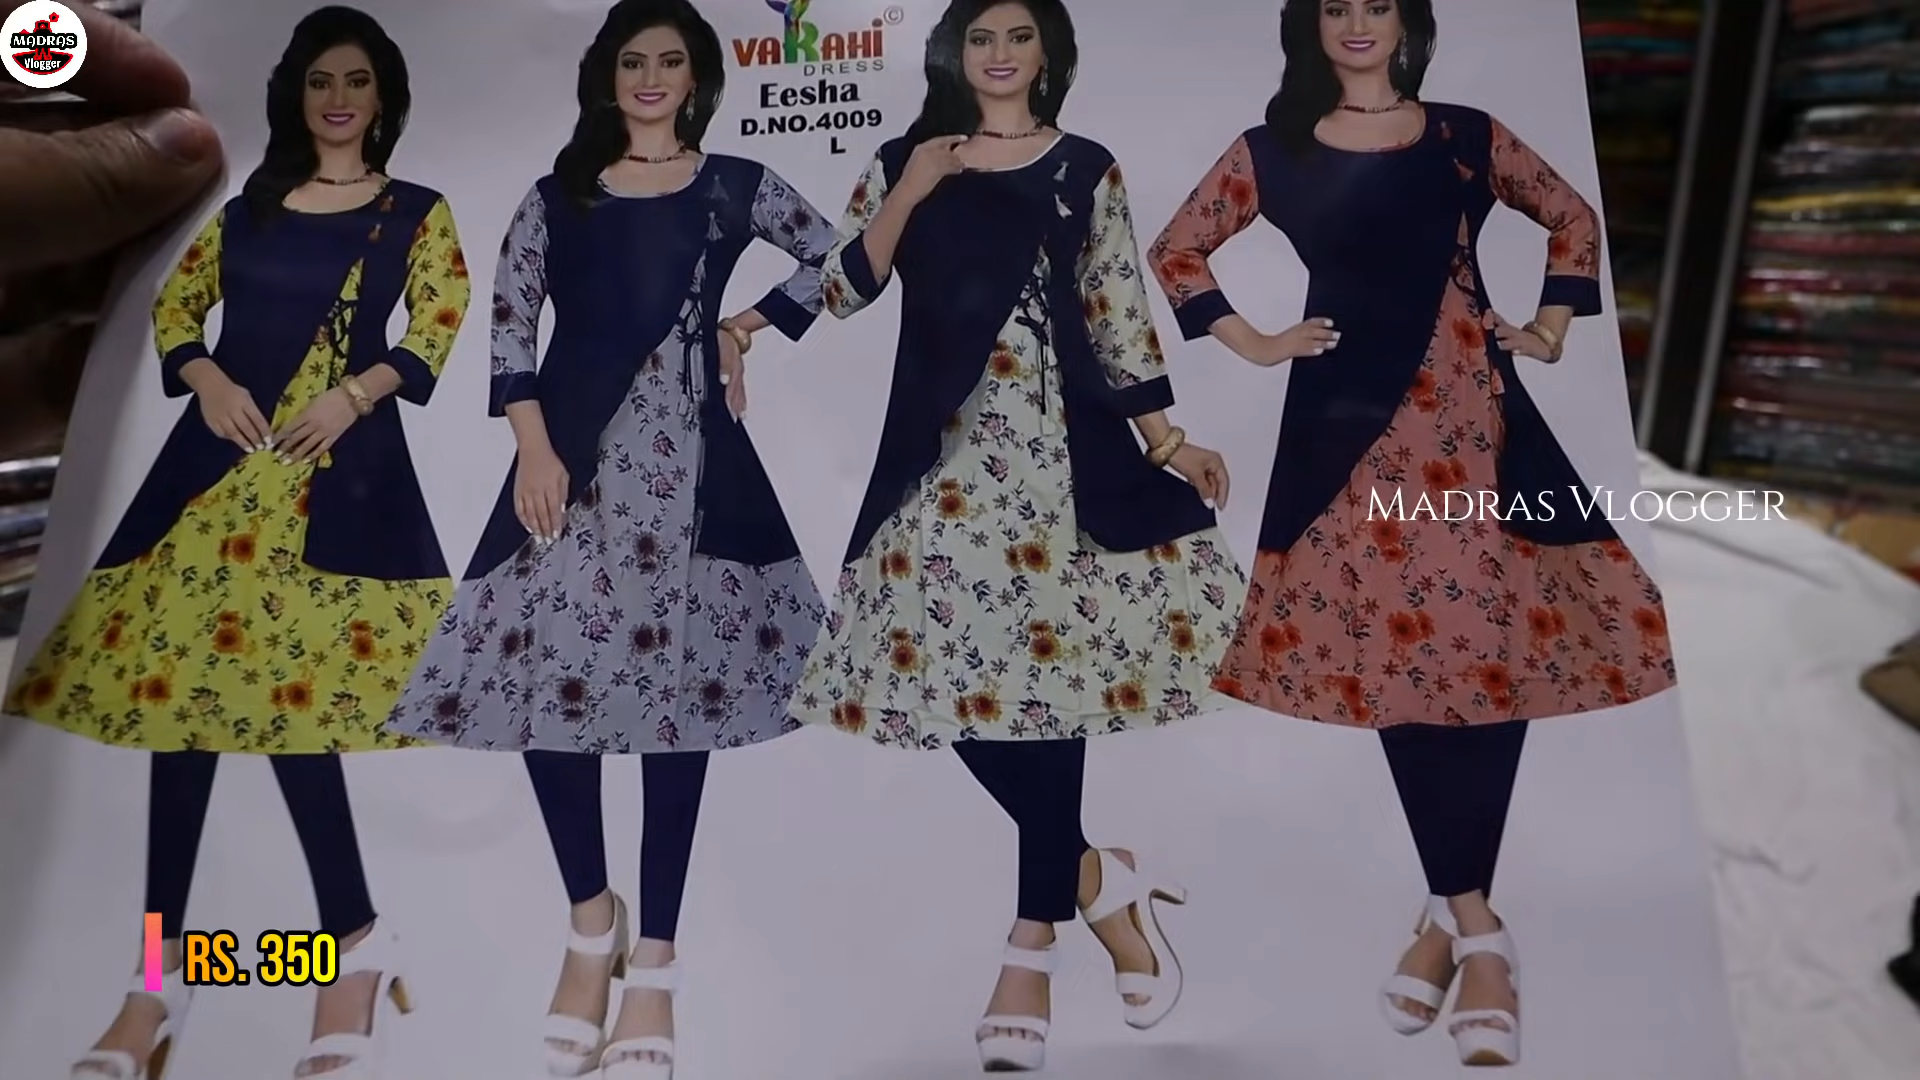 MADRAS
Vlogger
VARAHI ©
DRESS
Eesha
D.NO.4009
L
MADRAS VLOGGER
RS. 350